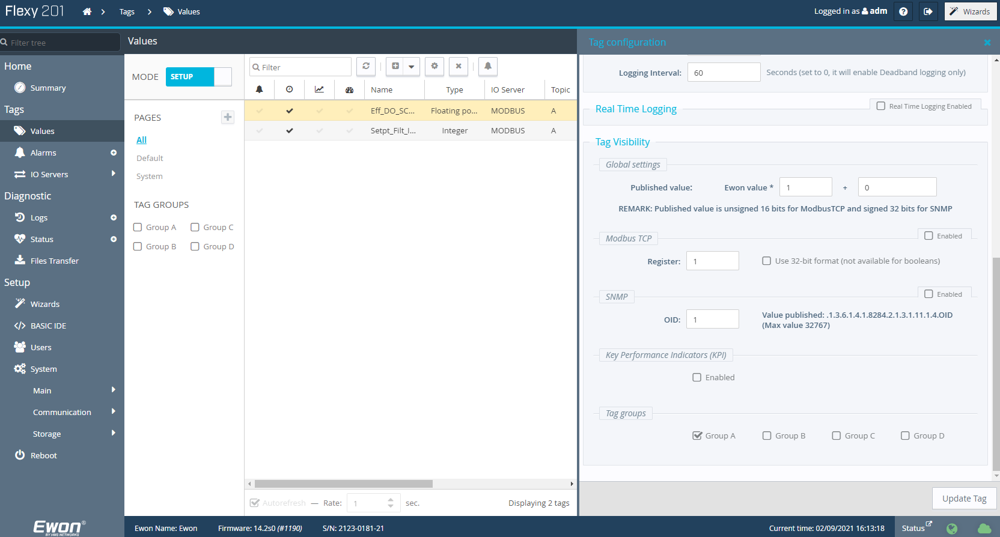 Flexy 201
Tags
Values
Logged in as adm
Wizards
Filter tree
Home
Summary
Tags
Values
Alarms
IO Servers
Diagnostic
Logs
Status
Files Transfer
Setup
Wizards
BASIC IDE
Users
System
Main
Communication
Storage
Reboot
Ewon®
BY HMS NETWORKS
Values
MODE SETUP
PAGES
All
Default
System
TAG GROUPS
Group A Group C
Group B Group D
Filter
Name Type IO Server Topic
Eff_DO_SC... Floating po... MODBUS A
Setpt_Filt_I... Integer MODBUS A
Autorefresh — Rate: 1 sec. Displaying 2 tags
Tag configuration
Logging Interval: 60 Seconds (set to 0, it will enable Deadband logging only)
Real Time Logging Real Time Logging Enabled
Tag Visibility
Global settings
Published value: Ewon value * 1 + 0
REMARK: Published value is unsigned 16 bits for ModbusTCP and signed 32 bits for SNMP
Modbus TCP Enabled
Register: 1 Use 32-bit format (not available for booleans)
SNMP Enabled
OID: 1 Value published: .1.3.6.1.4.1.8284.2.1.3.1.11.1.4.OID
(Max value 32767)
Key Performance Indicators (KPI)
Enabled
Tag groups
Group A Group B Group C Group D
Update Tag
Ewon Name: Ewon Firmware: 14.2s0 (#1190) S/N: 2123-0181-21 Current time: 02/09/2021 16:13:18 Status